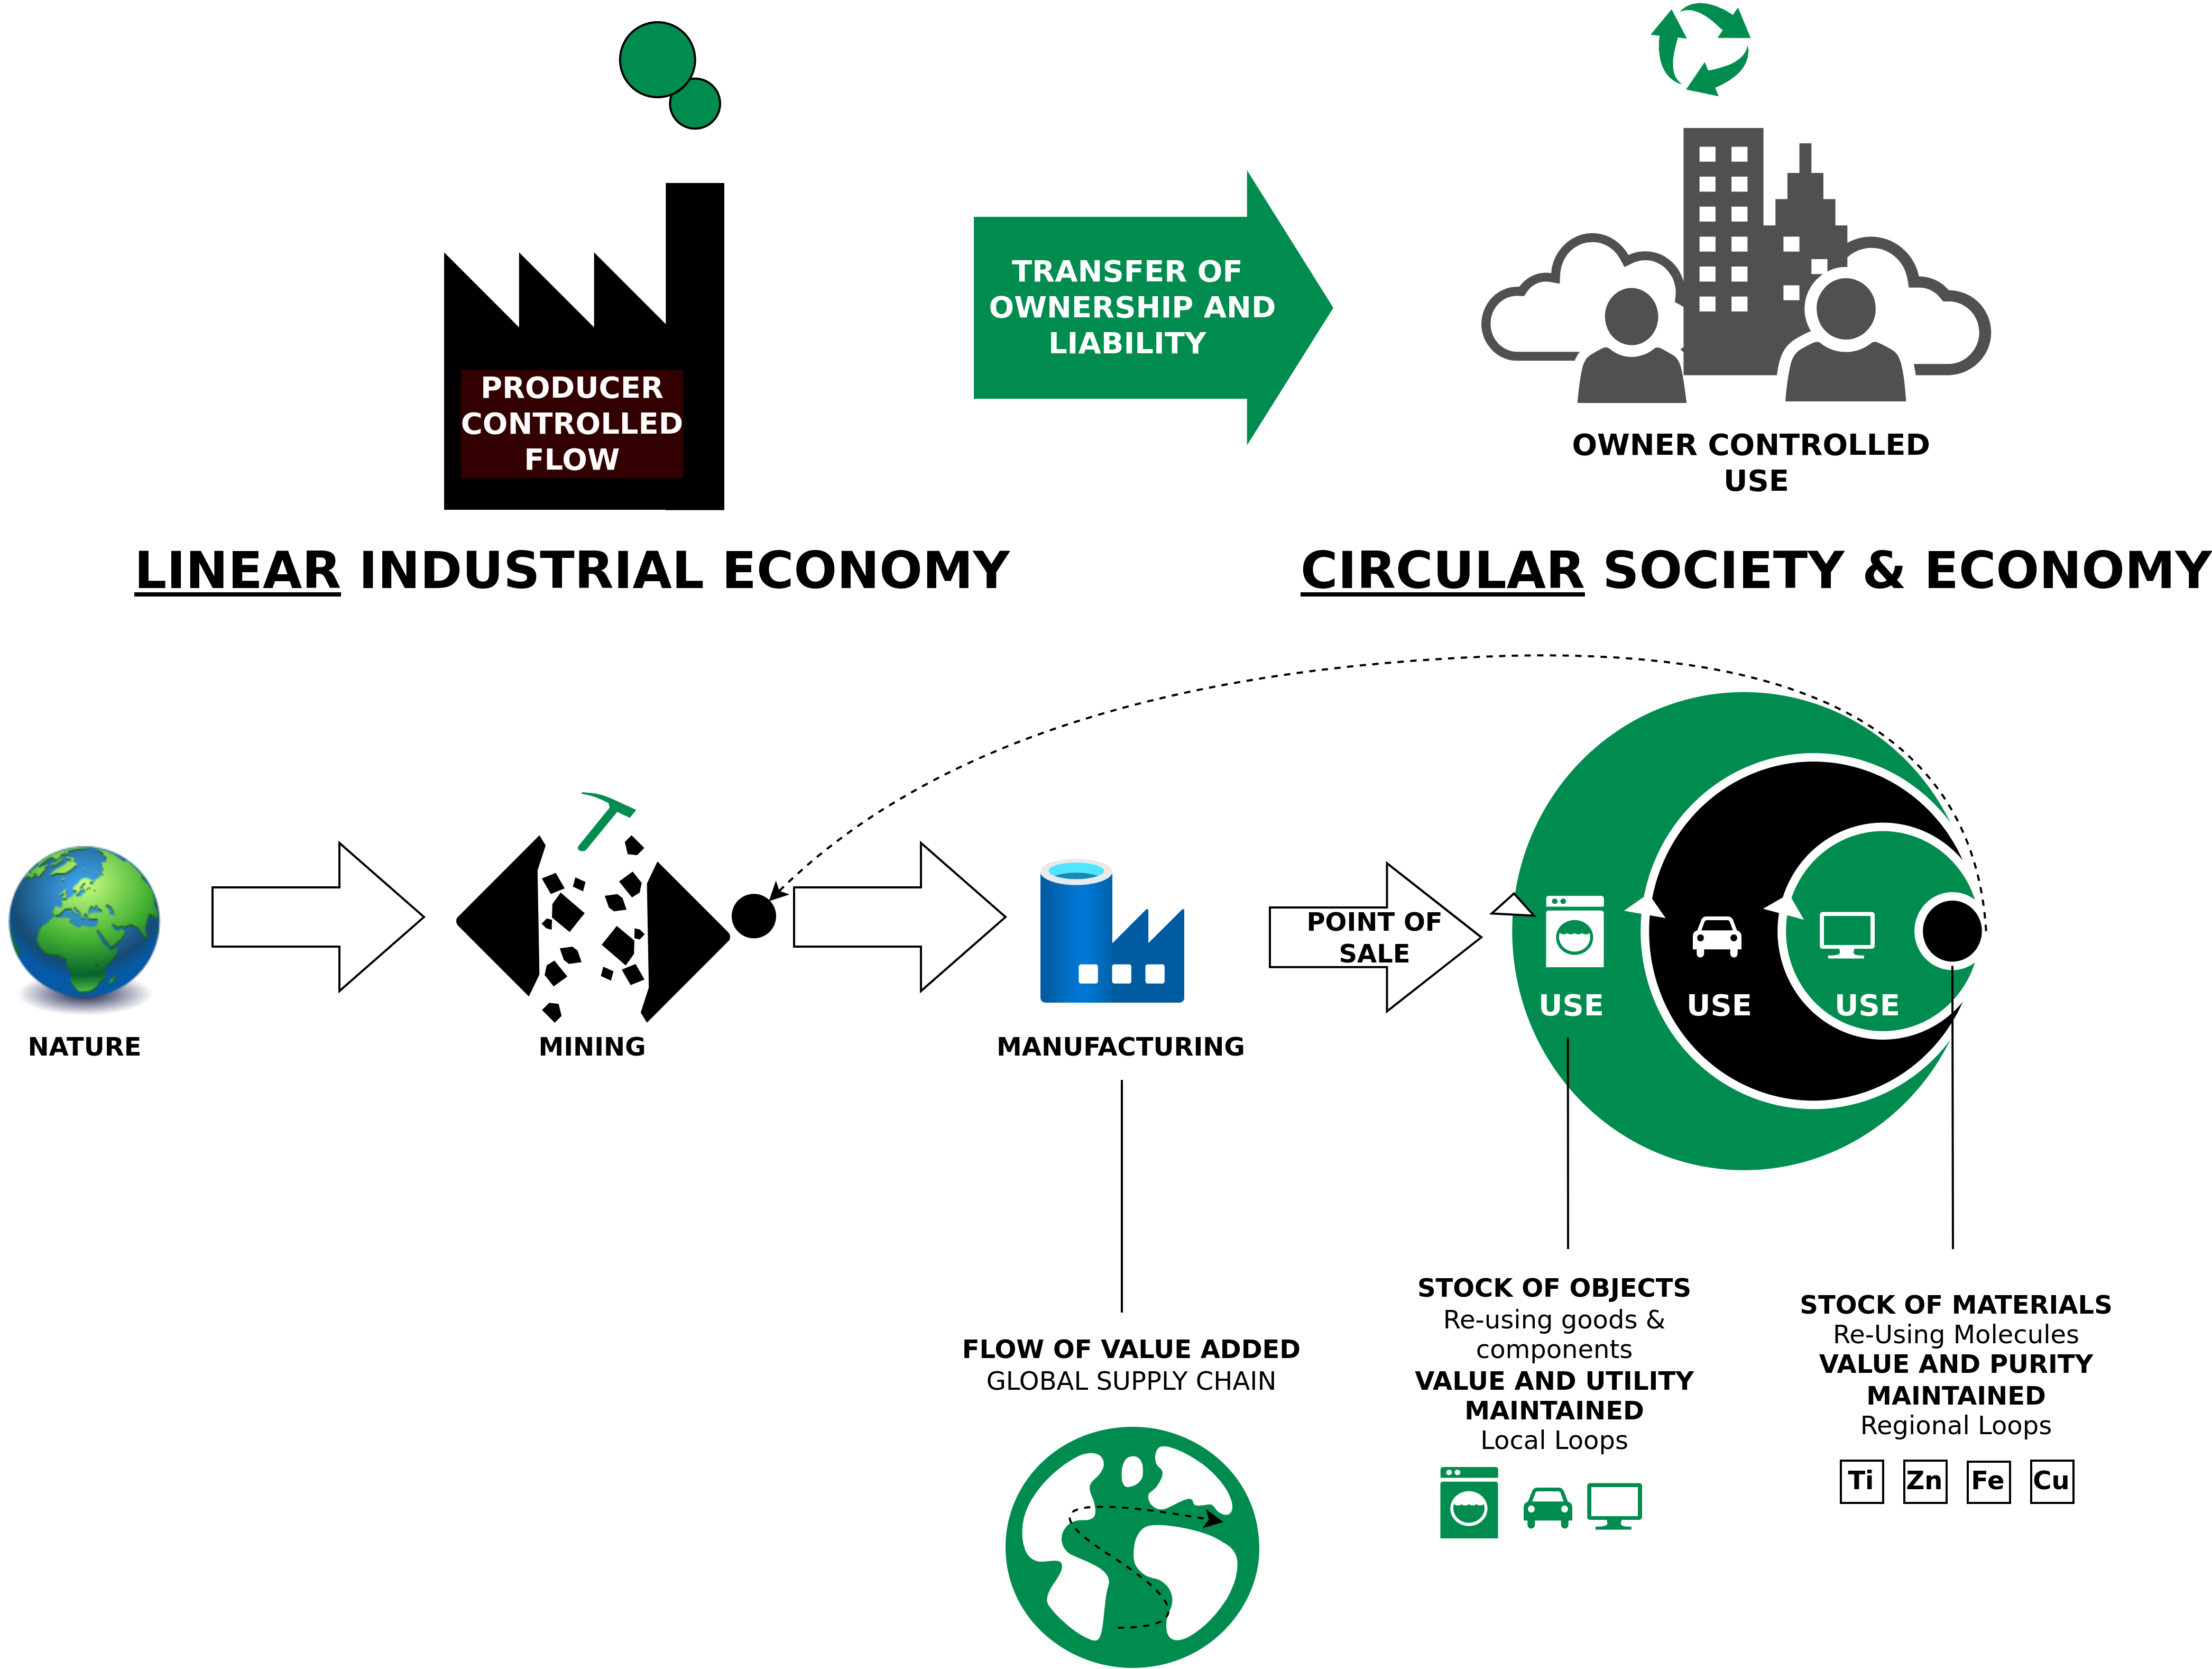 TRANSFER OF
OWNERSHIP AND
LIABILITY
PRODUCER
CONTROLLED
FLOW
OWNER CONTROLLED
USE
LINEAR INDUSTRIAL ECONOMY
CIRCULAR SOCIETY & ECONOMY
POINT OF
SALE
USE
USE
USE
NATURE
MINING
MANUFACTURING
FLOW OF VALUE ADDED
GLOBAL SUPPLY CHAIN
STOCK OF OBJECTS
Re-using goods &
components
VALUE AND UTILITY
MAINTAINED
Local Loops
STOCK OF MATERIALS
Re-Using Molecules
VALUE AND PURITY
MAINTAINED
Regional Loops
Ti
Zn
Fe
Cu